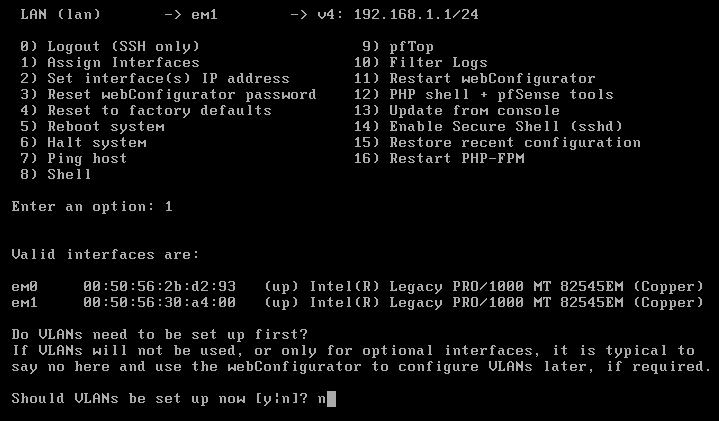 LAN (lan)       -> em1        -> v4: 192.168.1.1/24
0) Logout (SSH only)                  9) pfTop
1) Assign Interfaces                 10) Filter Logs
2) Set interface(s) IP address       11) Restart webConfigurator
3) Reset webConfigurator password    12) PHP shell + pfSense tools
4) Reset to factory defaults         13) Update from console
5) Reboot system                     14) Enable Secure Shell (sshd)
6) Halt system                       15) Restore recent configuration
7) Ping host                         16) Restart PHP-FPM
8) Shell
Enter an option: 1
Valid interfaces are:
em0     00:50:56:2b:d2:93   (up) Intel(R) Legacy PRO/1000 MT 82545EM (Copper)
em1     00:50:56:30:a4:00   (up) Intel(R) Legacy PRO/1000 MT 82545EM (Copper)
Do VLANs need to be set up first?
If VLANs will not be used, or only for optional interfaces, it is typical to
say no here and use the webConfigurator to configure VLANs later, if required.
Should VLANs be set up now [y|n]? n